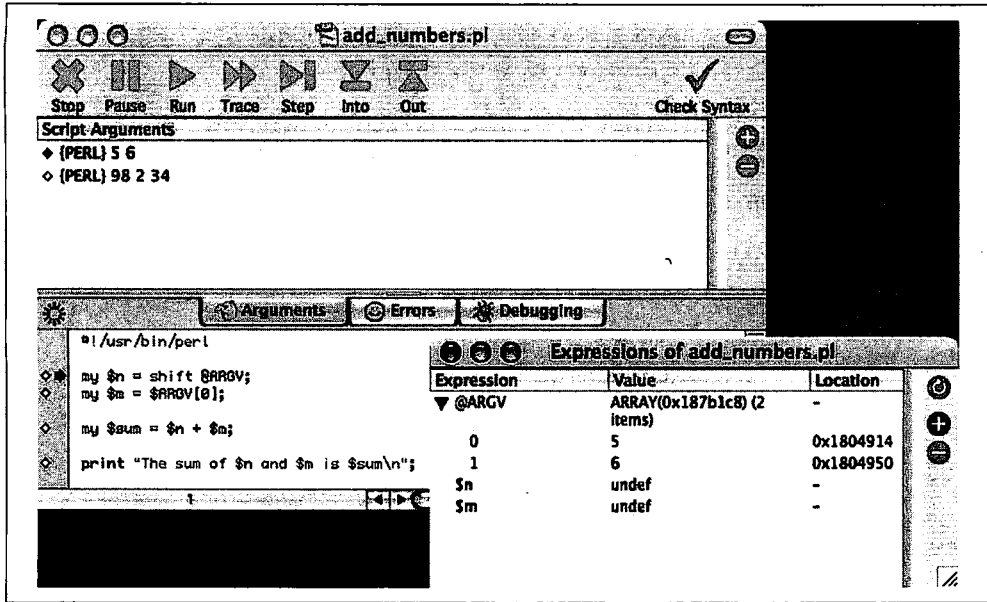 add_numbers.pl
Stop Pause Run Trace Step Into Out Check Syntax
Script Arguments
{PERL} 5 6
{PERL} 98 2 34
Arguments Errors Debugging
#!/usr/bin/perl
my $n = shift @ARGV;
my $m = $ARGV[0];
my $sum = $n + $m;
print "The sum of $n and $m is $sum\n";
Expressions of add_numbers.pl
Expression Value Location
▼ @ARGV ARRAY(0x187b1c8) (2 items) -
0 5 0x1804914
1 6 0x1804950
$n undef -
$m undef -